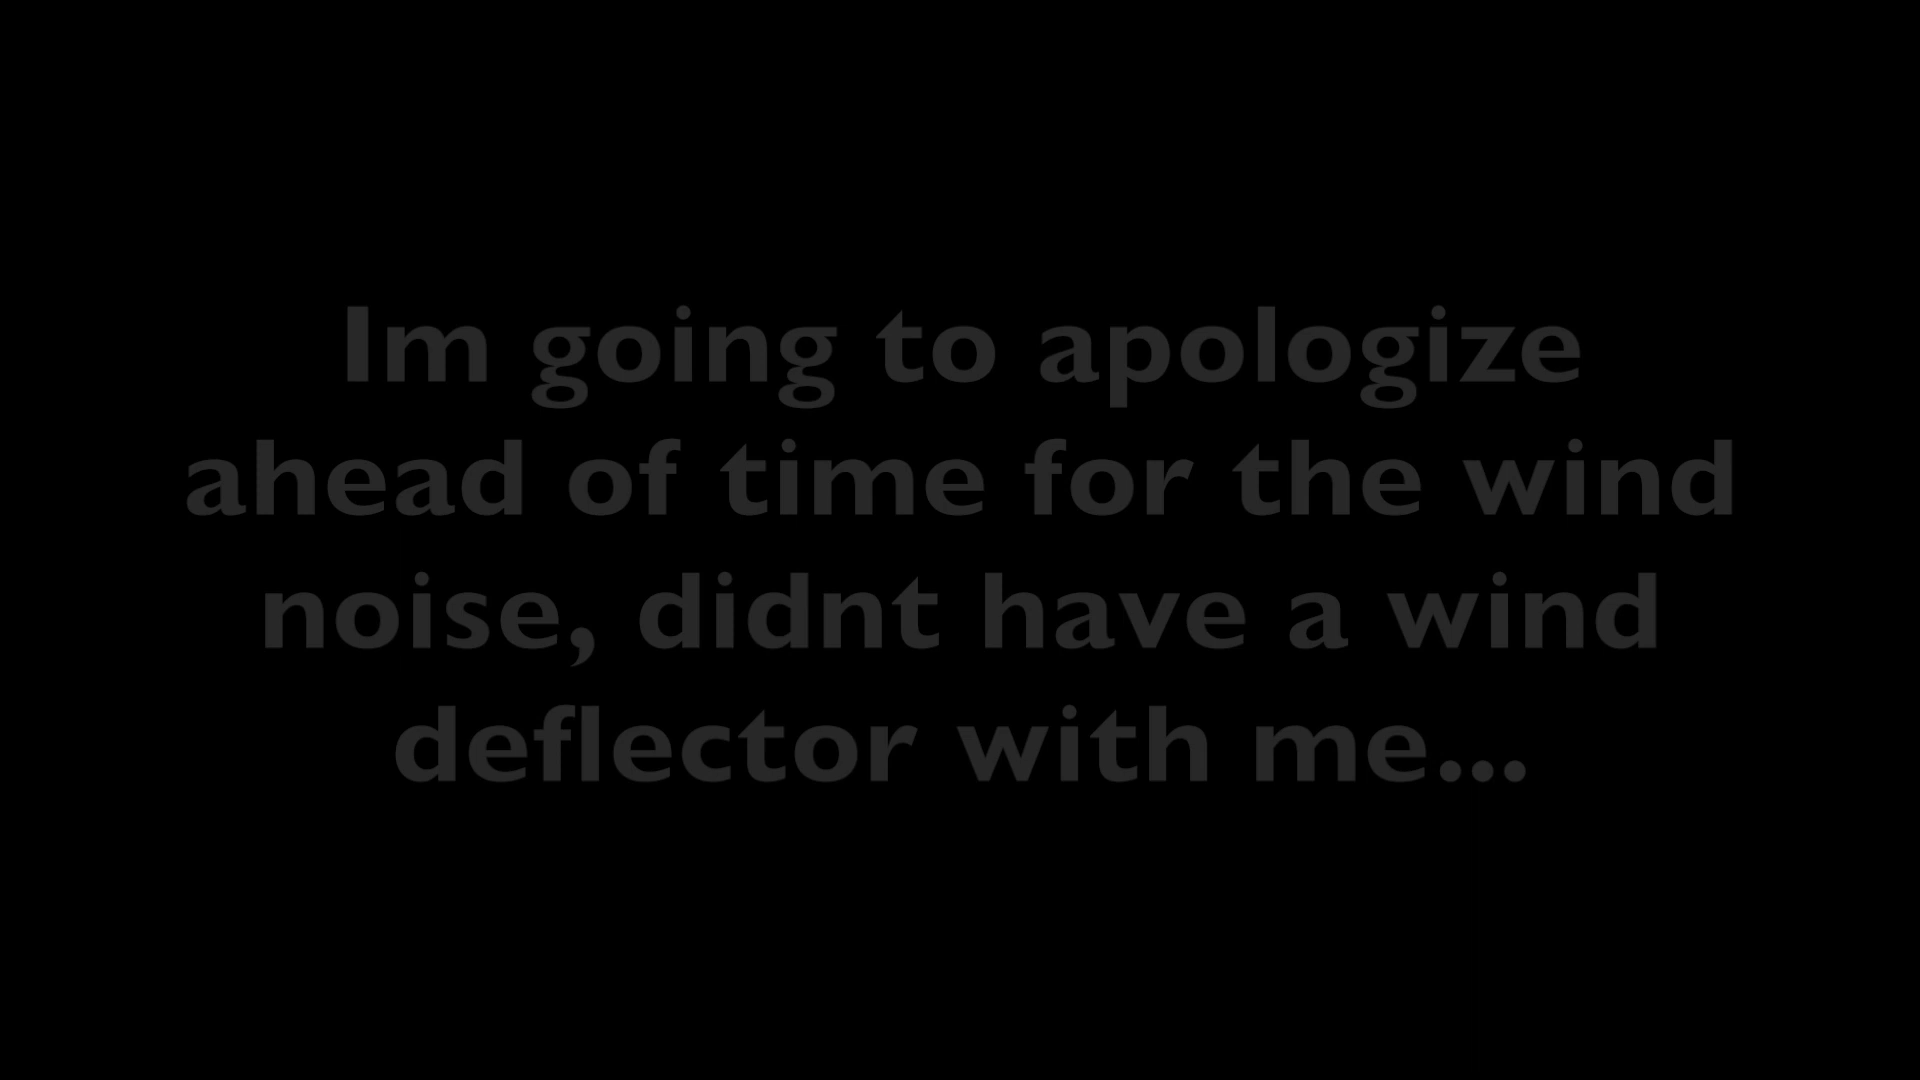 Im going to apologize
ahead of time for the wind
noise, didnt have a wind
deflector with me...